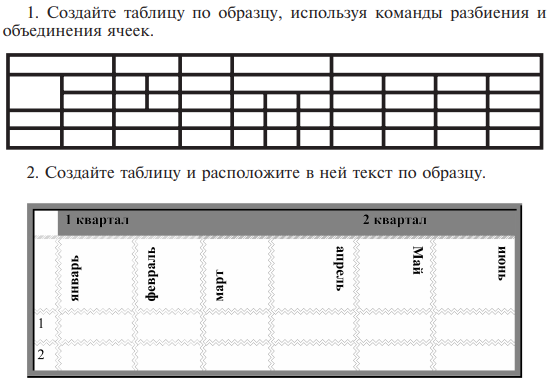 1. Создайте таблицу по образцу, используя команды разбиения и
объединения ячеек.
2. Создайте таблицу и расположите в ней текст по образцу.
1 квартал 2 квартал
январь февраль март апрель Май июнь
1
2